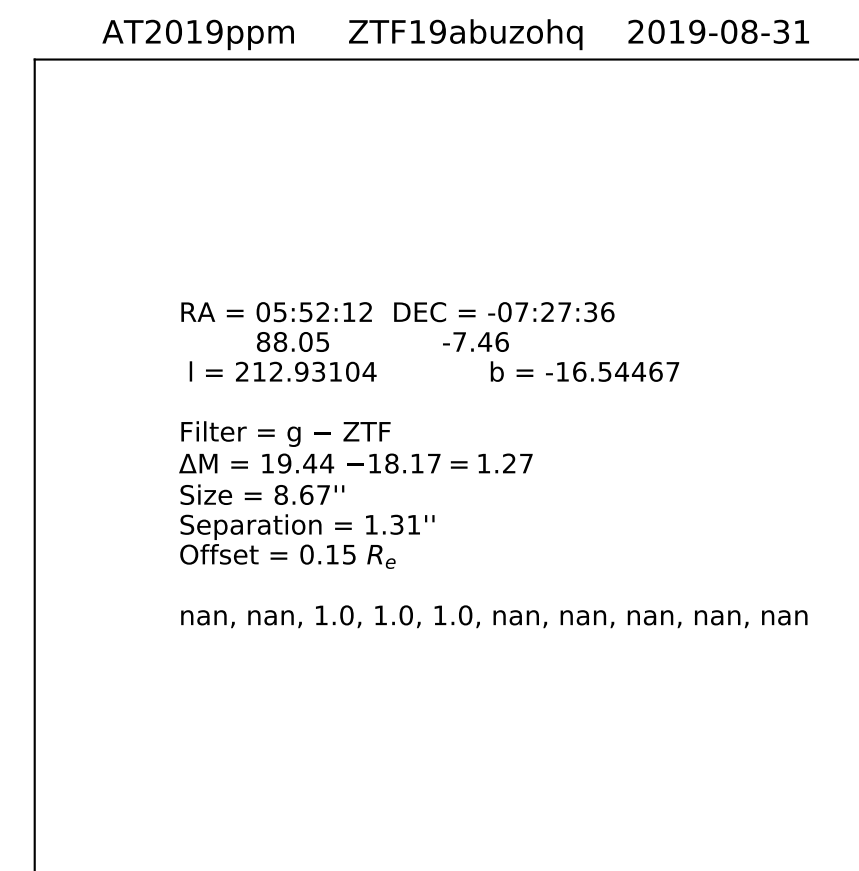 AT2019ppm ZTF19abuzohq 2019-08-31
RA = 05:52:12 DEC = -07:27:36
88.05 -7.46
l = 212.93104 b = -16.54467
Filter = g − ZTF
ΔM = 19.44 −18.17 = 1.27
Size = 8.67''
Separation = 1.31''
Offset = 0.15 Re
nan, nan, 1.0, 1.0, 1.0, nan, nan, nan, nan, nan